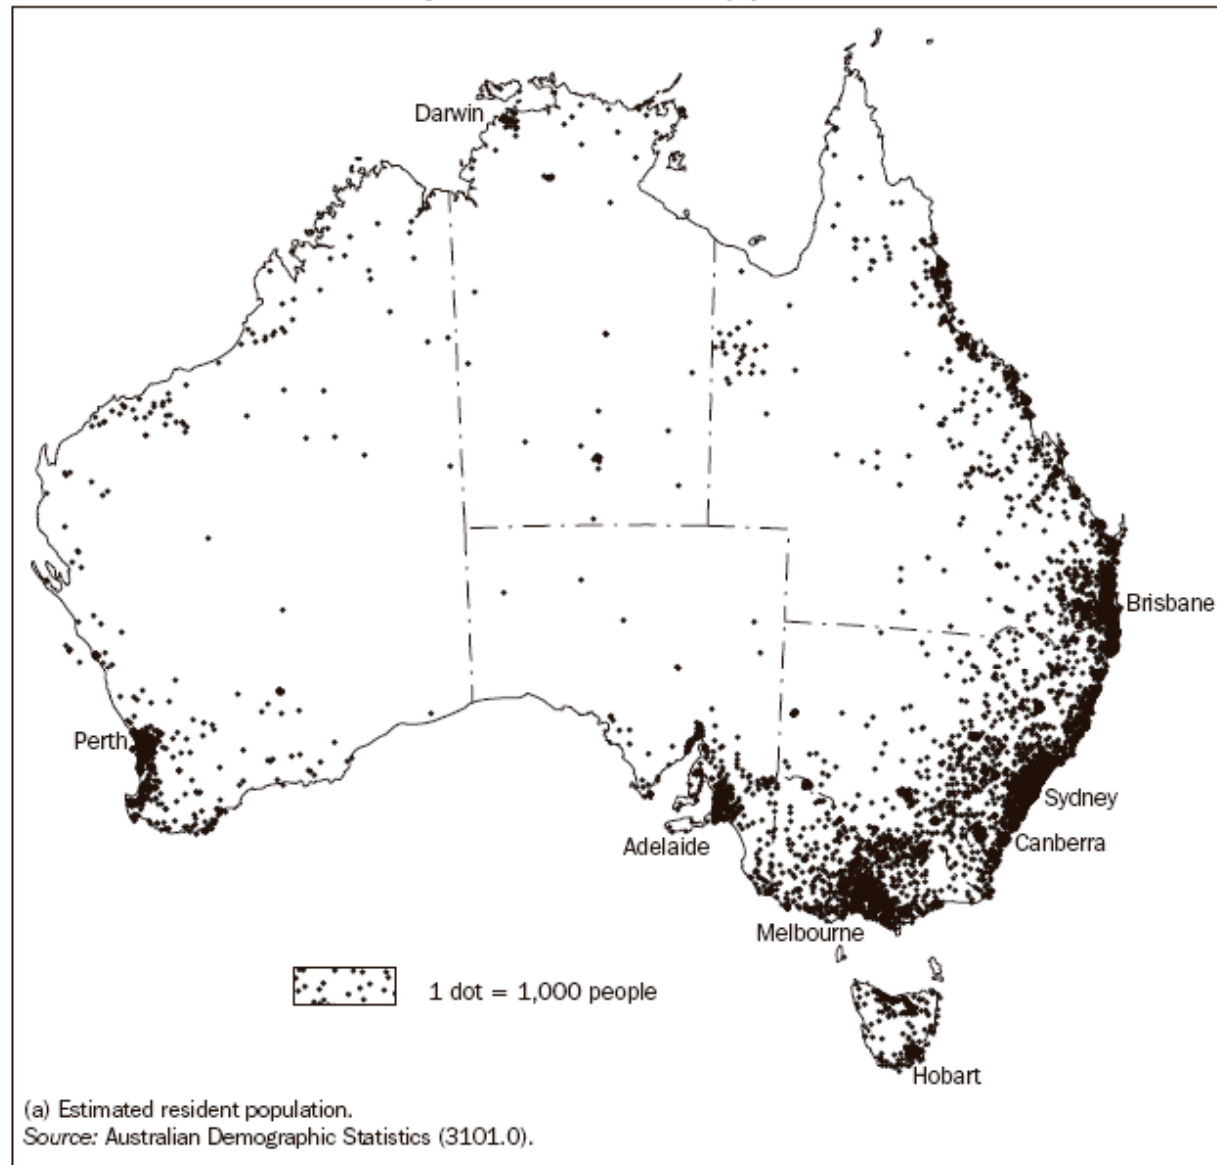 Darwin
Brisbane
Perth
Sydney
Adelaide
Canberra
Melbourne
1 dot = 1,000 people
Hobart
(a) Estimated resident population.
Source: Australian Demographic Statistics (3101.0).